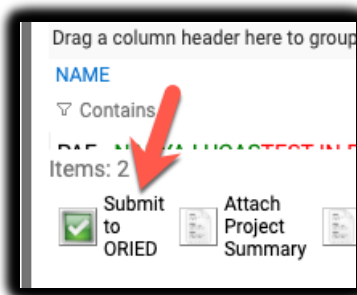 Drag a column header here to group
NAME
Contains
Items: 2
Submit to ORIED
Attach Project Summary